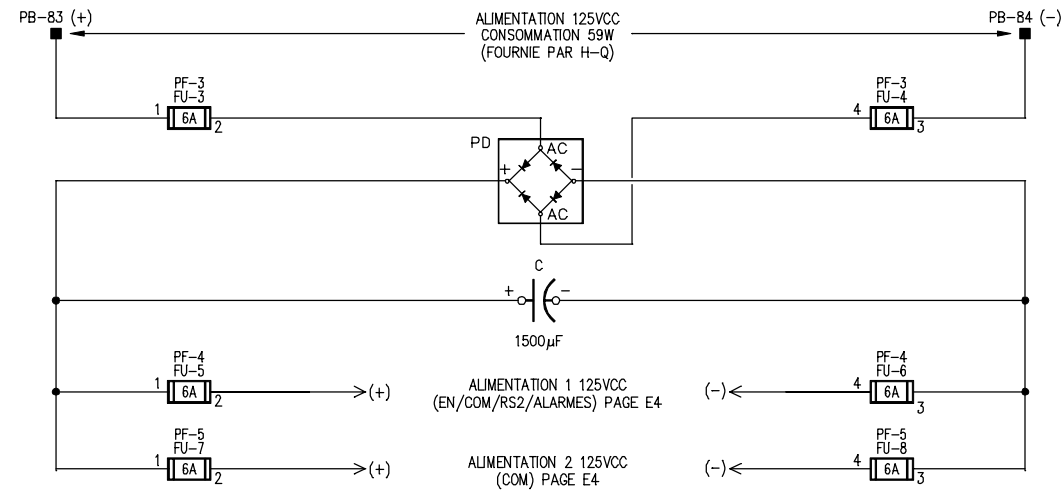 PB-83 (+)
ALIMENTATION 125VCC
CONSOMMATION 59W
(FOURNIE PAR H-Q)
PB-84 (-)
PF-3
FU-3
1
6A
2
PF-3
FU-4
4
6A
3
PD
AC
+
-
AC
C
+
-
1500µF
PF-4
FU-5
1
6A
2
(+)
ALIMENTATION 1 125VCC
(EN/COM/RS2/ALARMES) PAGE E4
(-)
PF-4
FU-6
4
6A
3
PF-5
FU-7
1
6A
2
(+)
ALIMENTATION 2 125VCC
(COM) PAGE E4
(-)
PF-5
FU-8
4
6A
3